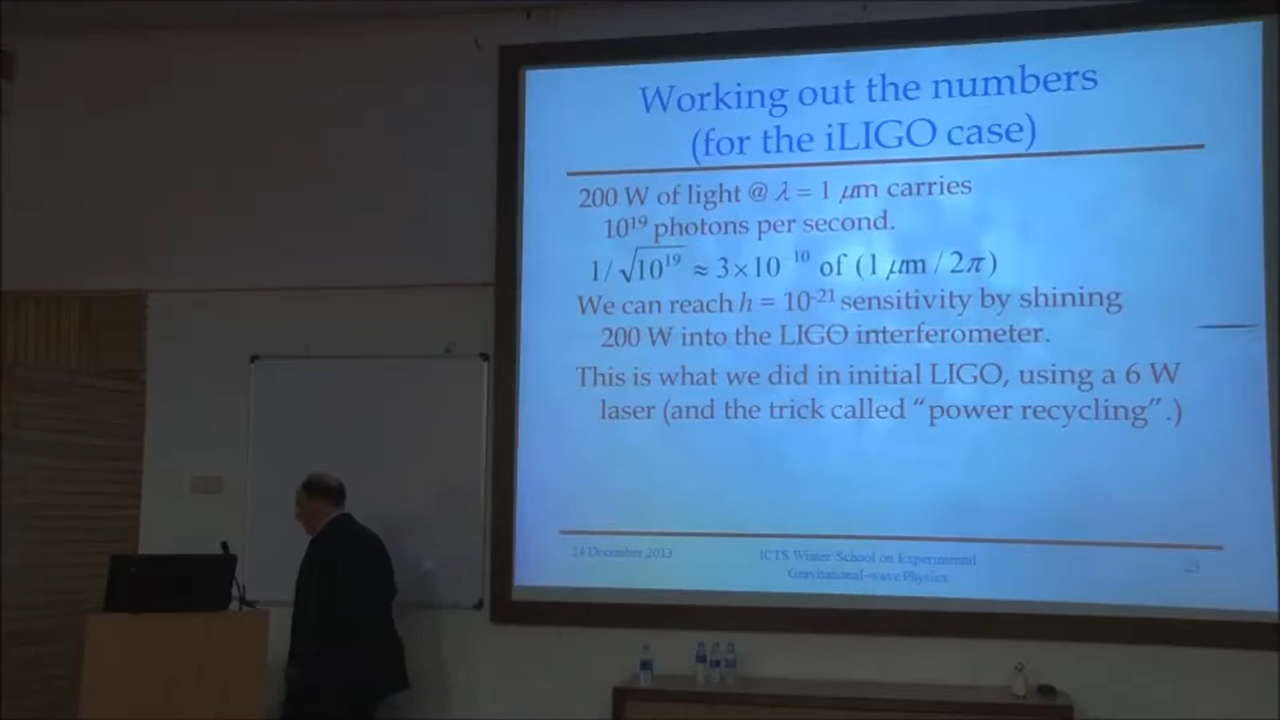 Working out the numbers
(for the iLIGO case)
200 W of light @ λ = 1 μm carries
10¹⁹ photons per second.
1/√10¹⁹ ≈ 3×10⁻¹⁰ of (1 μm / 2π)
We can reach h = 10⁻²¹ sensitivity by shining
200 W into the LIGO interferometer.
This is what we did in initial LIGO, using a 6 W
laser (and the trick called “power recycling”.)
24 December 2013
ICTS Winter School on Experimental
Gravitational-wave Physics